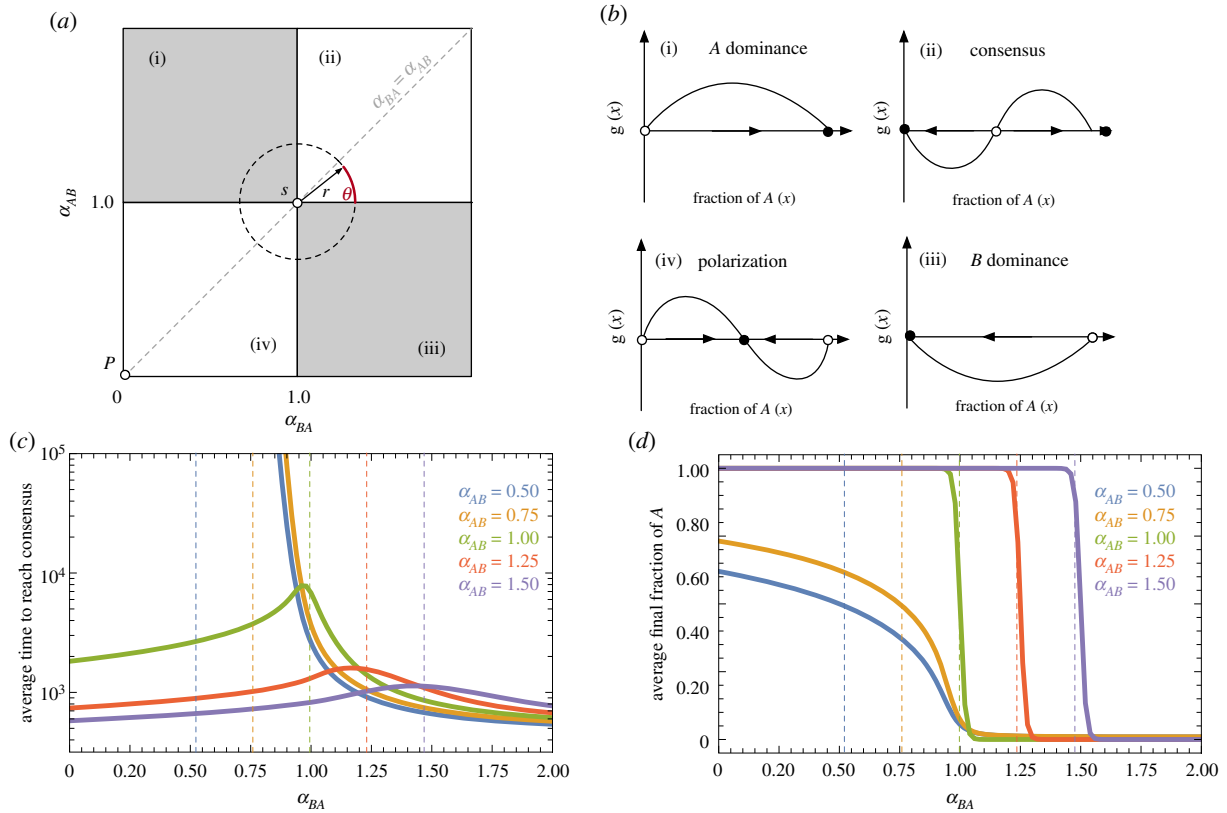 (a)
(i)
(ii)
α_BA = α_AB
s
r
θ
1.0
α_AB
P
(iv)
(iii)
0
1.0
α_BA
(b)
(i) A dominance
g (x)
fraction of A (x)
(ii) consensus
g (x)
fraction of A (x)
(iv) polarization
g (x)
fraction of A (x)
(iii) B dominance
g (x)
fraction of A (x)
(c)
average time to reach consensus
10^5
10^4
10^3
α_AB = 0.50
α_AB = 0.75
α_AB = 1.00
α_AB = 1.25
α_AB = 1.50
0 0.25 0.50 0.75 1.00 1.25 1.50 1.75 2.00
α_BA
(d)
average final fraction of A
1.00
0.80
0.60
0.40
0.20
0
α_AB = 0.50
α_AB = 0.75
α_AB = 1.00
α_AB = 1.25
α_AB = 1.50
0 0.25 0.50 0.75 1.00 1.25 1.50 1.75 2.00
α_BA